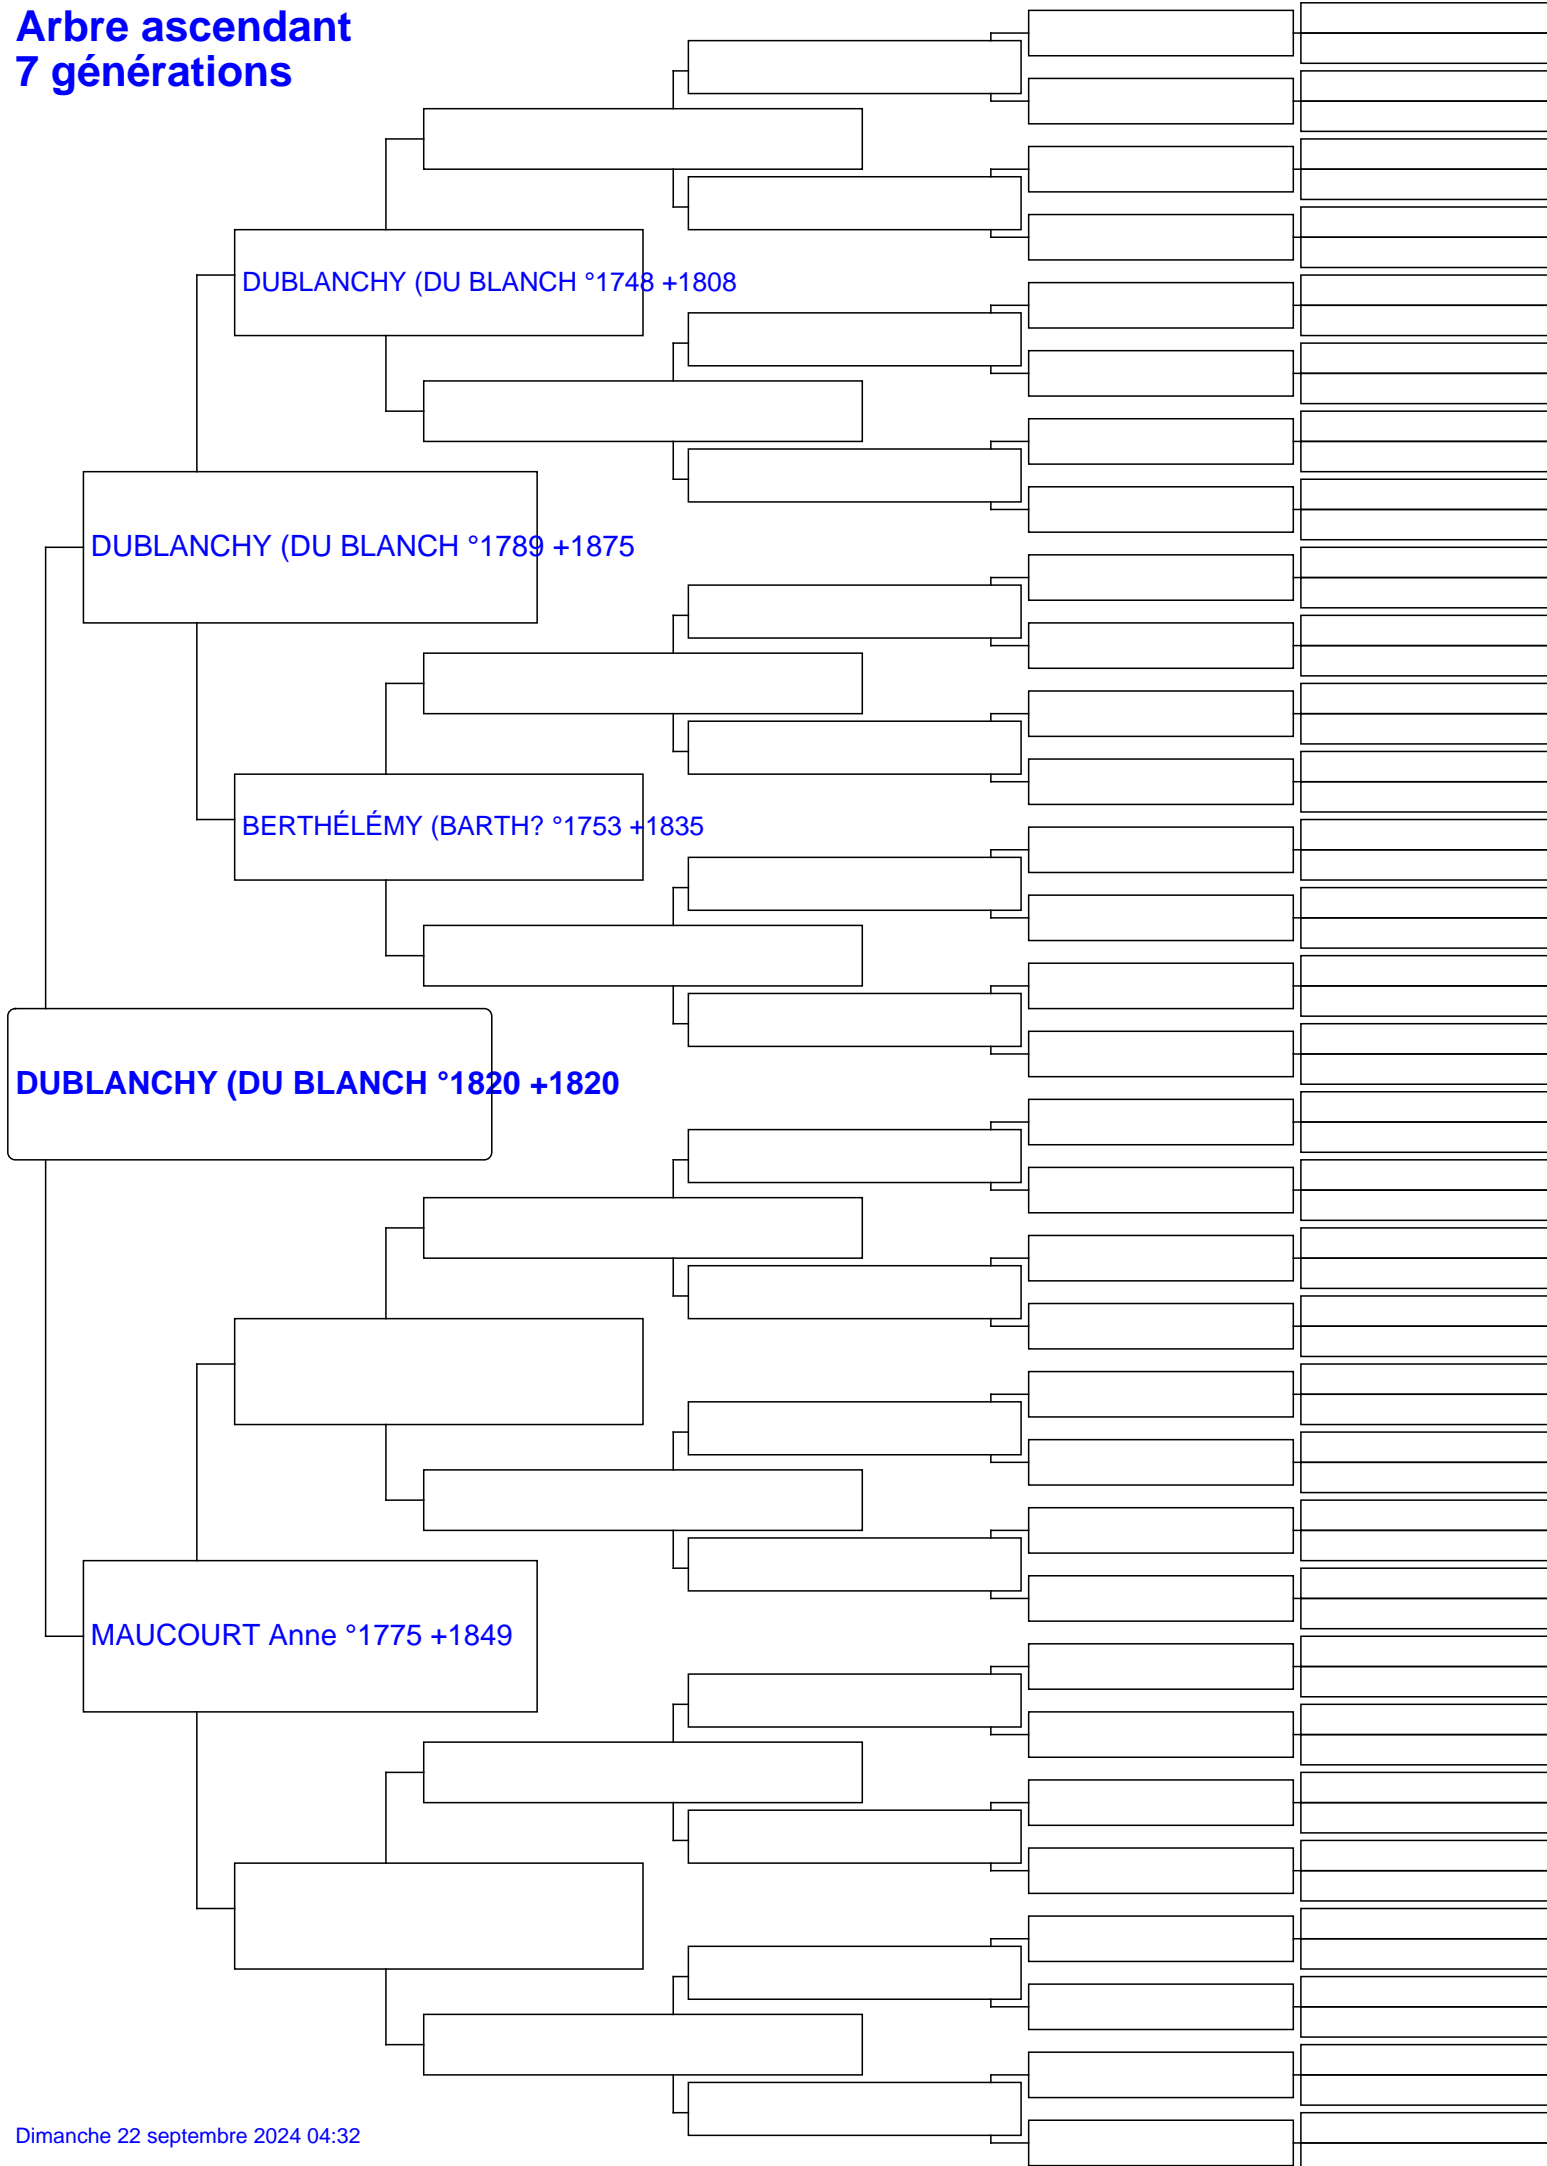 Arbre ascendant
7 générations
DUBLANCHY (DU BLANCH °1748 +1808
DUBLANCHY (DU BLANCH °1789 +1875
BERTHÉLÉMY (BARTH? °1753 +1835
DUBLANCHY (DU BLANCH °1820 +1820
MAUCOURT Anne °1775 +1849
Dimanche 22 septembre 2024 04:32